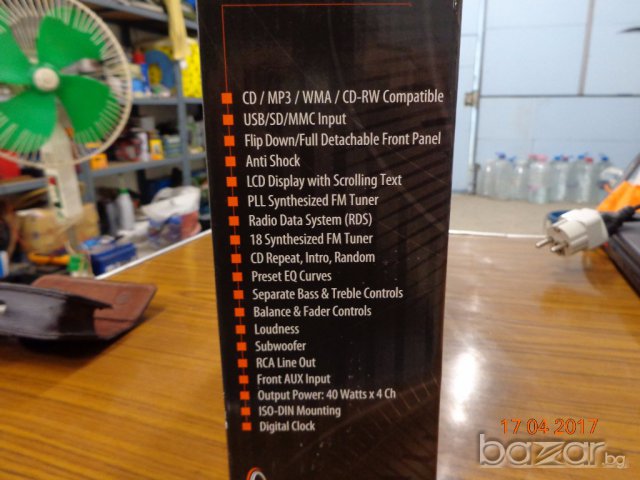 CD / MP3 / WMA / CD-RW Compatible
USB/SD/MMC Input
Flip Down/Full Detachable Front Panel
Anti Shock
LCD Display with Scrolling Text
PLL Synthesized FM Tuner
Radio Data System (RDS)
18 Synthesized FM Tuner
CD Repeat, Intro, Random
Preset EQ Curves
Separate Bass & Treble Controls
Balance & Fader Controls
Loudness
Subwoofer
RCA Line Out
Front AUX Input
Output Power: 40 Watts x 4 Ch
ISO-DIN Mounting
Digital Clock
17 04 2017
bazar.bg